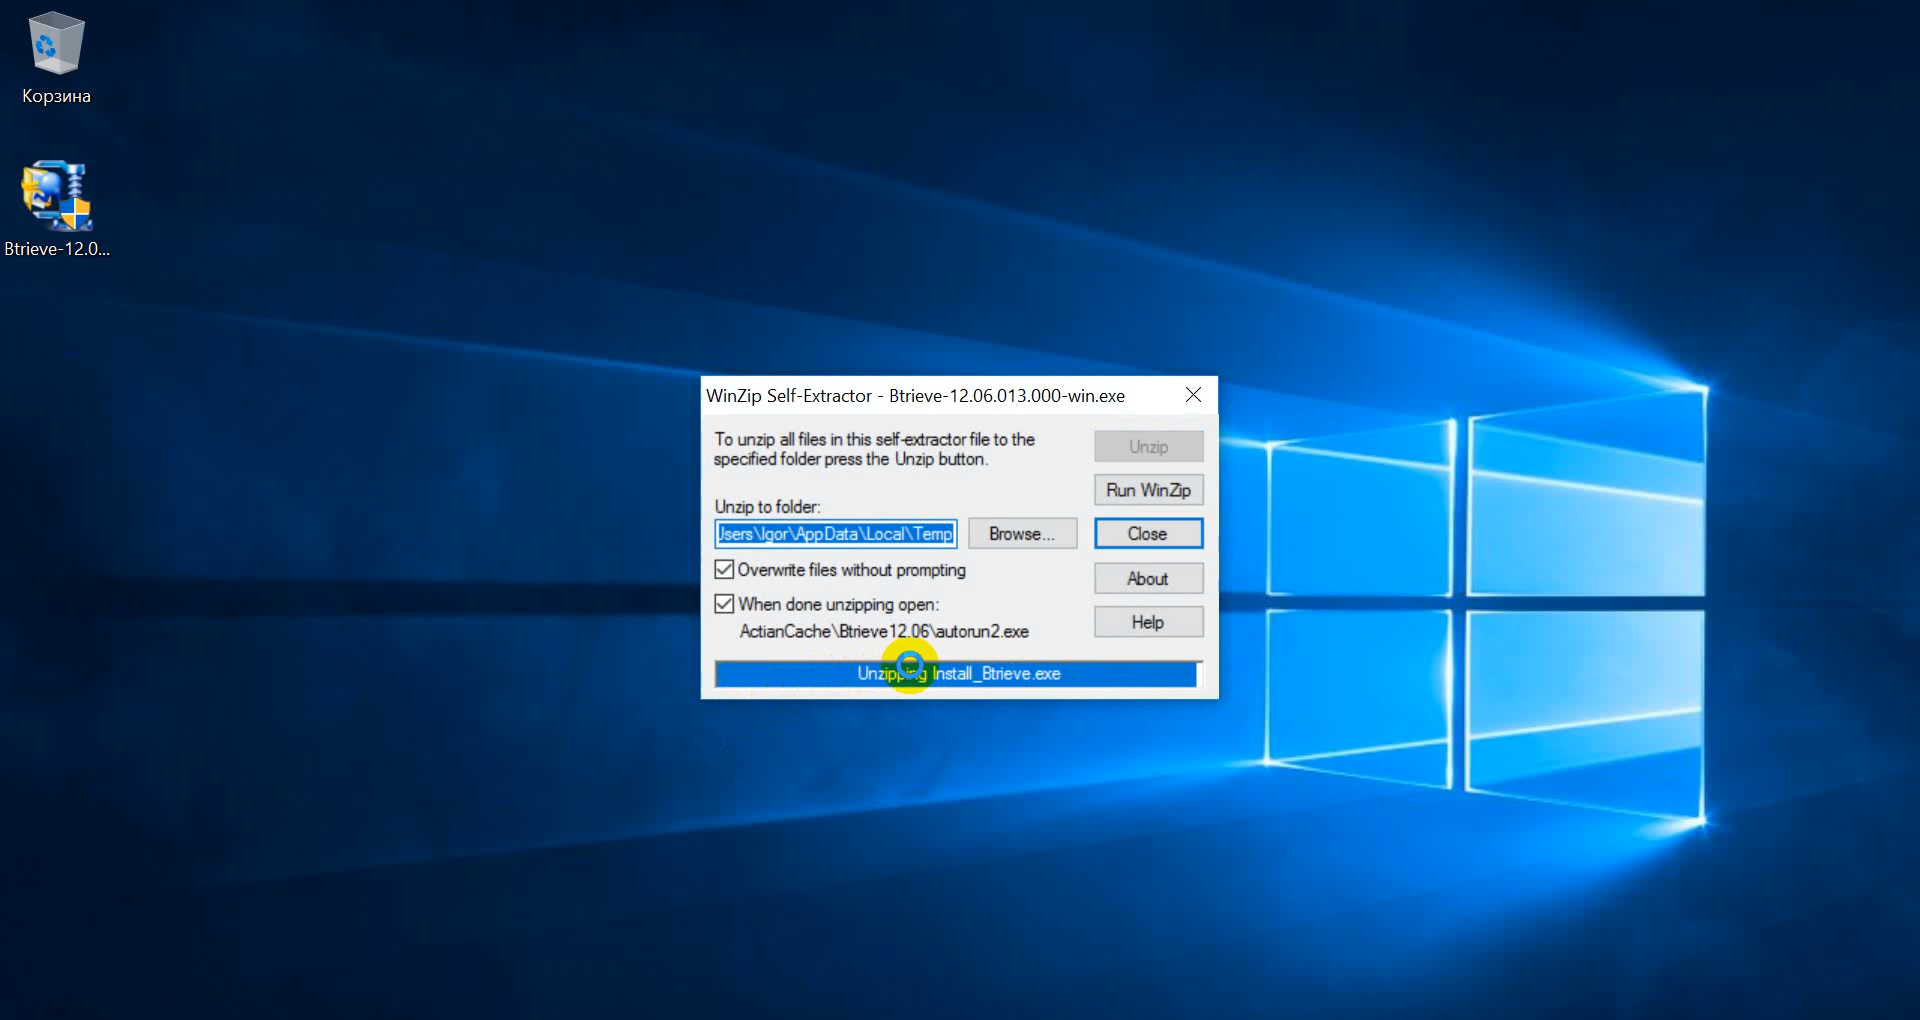 Корзина
Btrieve-12.0...
WinZip Self-Extractor - Btrieve-12.06.013.000-win.exe
To unzip all files in this self-extractor file to the
specified folder press the Unzip button.
Unzip to folder:
Users\Igor\AppData\Local\Temp
Overwrite files without prompting
When done unzipping open:
ActianCache\Btrieve12.06\autorun2.exe
Unzipping Install_Btrieve.exe
Unzip
Run WinZip
Browse...
Close
About
Help